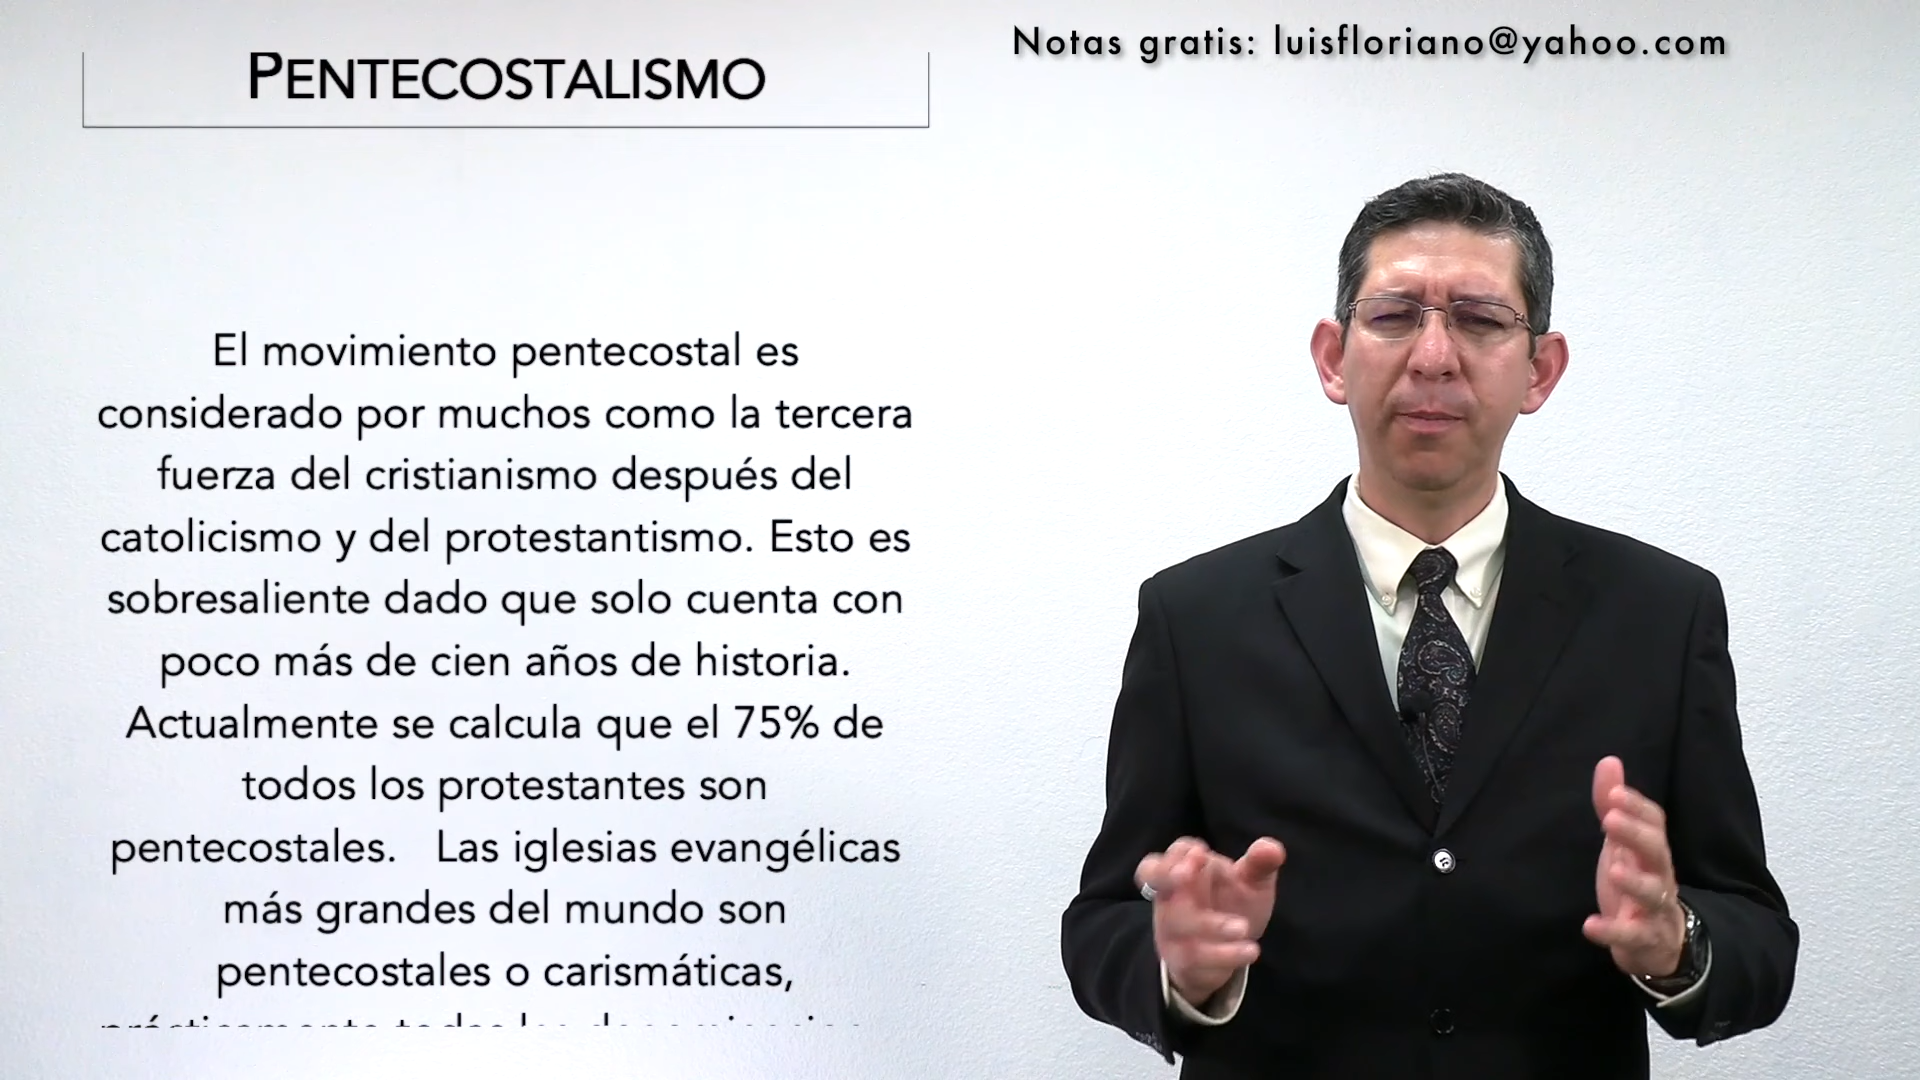 Notas gratis: luisfloriano@yahoo.com
PENTECOSTALISMO
El movimiento pentecostal es
considerado por muchos como la tercera
fuerza del cristianismo después del
catolicismo y del protestantismo. Esto es
sobresaliente dado que solo cuenta con
poco más de cien años de historia.
Actualmente se calcula que el 75% de
todos los protestantes son
pentecostales. Las iglesias evangélicas
más grandes del mundo son
pentecostales o carismáticas,